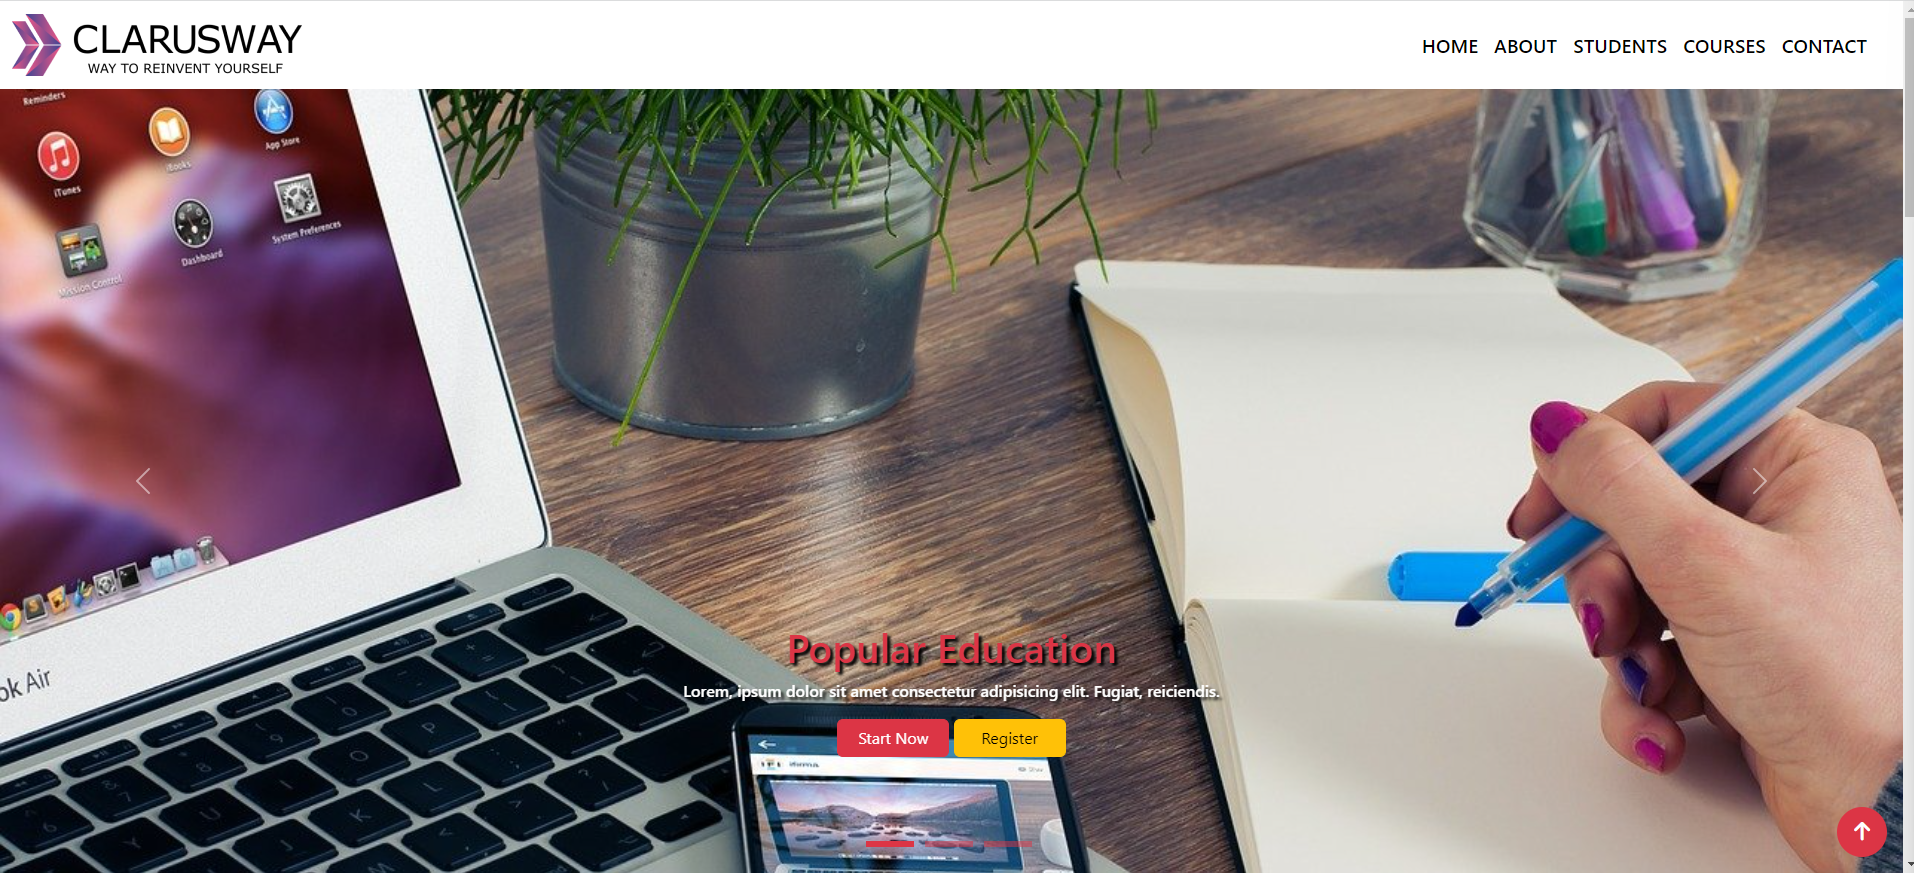 CLARUSWAY
WAY TO REINVENT YOURSELF
HOME ABOUT STUDENTS COURSES CONTACT
Reminders
iTunes
iBooks
App Store
Mission Control
Dashboard
System Preferences
ok Air
Popular Education
Lorem, ipsum dolor sit amet consectetur adipisicing elit. Fugiat, reiciendis.
Start Now Register